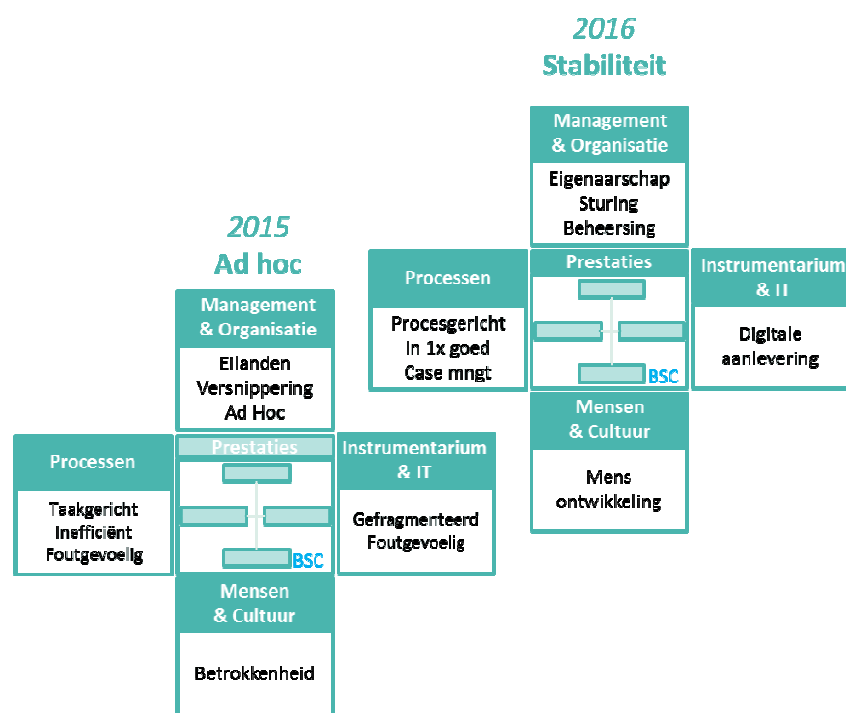 2015
Ad hoc
Management
& Organisatie
Eilanden
Versnippering
Ad Hoc
Processen
Taakgericht
Inefficiënt
Foutgevoelig
Prestaties
BSC
Instrumentarium
& IT
Gefragmenteerd
Foutgevoelig
Mensen
& Cultuur
Betrokkenheid
2016
Stabiliteit
Management
& Organisatie
Eigenaarschap
Sturing
Beheersing
Processen
Procesgericht
In 1x goed
Case mngt
Prestaties
BSC
Instrumentarium
& IT
Digitale
aanlevering
Mensen
& Cultuur
Mens
ontwikkeling